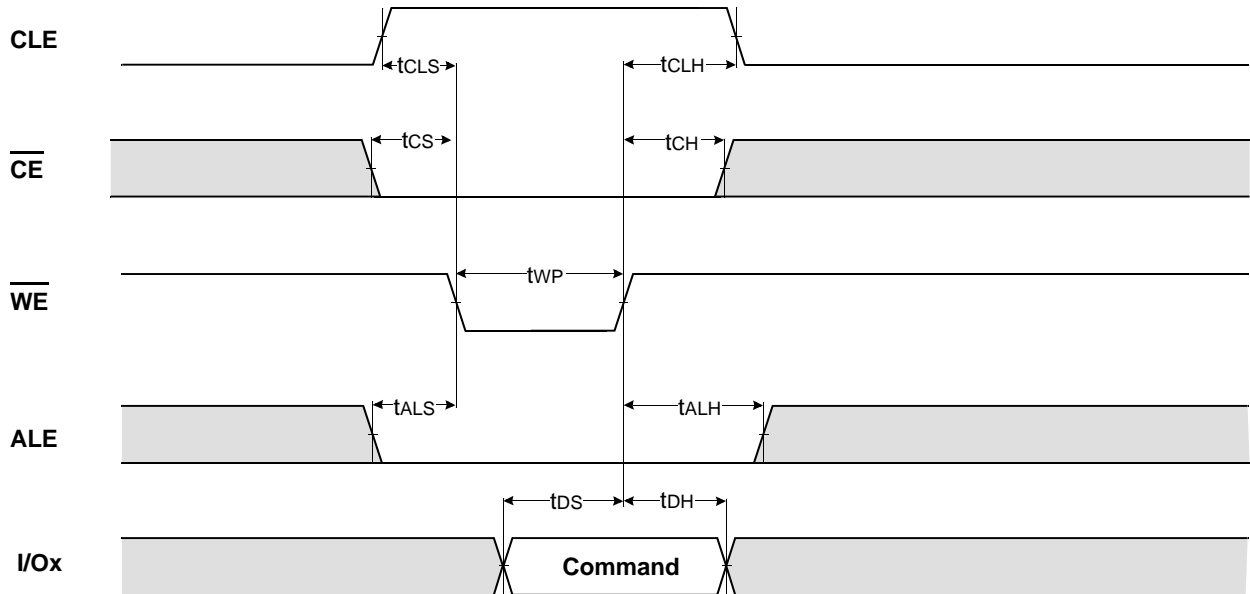 CLE
tCLS
tCLH
CE
tCS
tCH
WE
tWP
ALE
tALS
tALH
tDS
tDH
I/Ox
Command